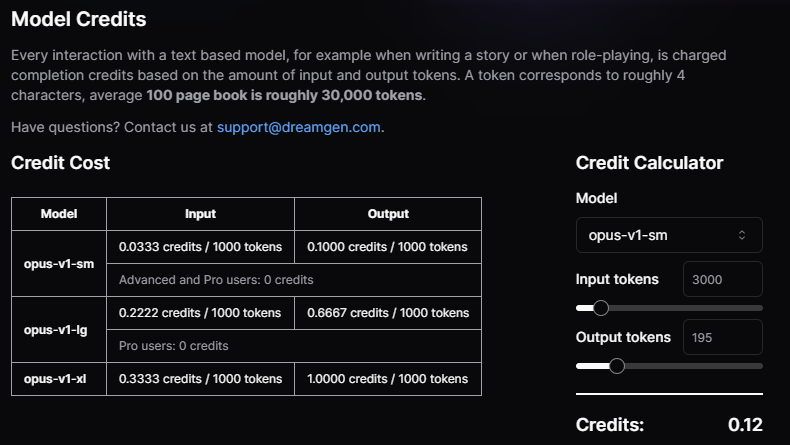 Model Credits
Every interaction with a text based model, for example when writing a story or when role-playing, is charged
completion credits based on the amount of input and output tokens. A token corresponds to roughly 4
characters, average 100 page book is roughly 30,000 tokens.
Have questions? Contact us at support@dreamgen.com.
Credit Cost
Model Input Output
opus-v1-sm 0.0333 credits / 1000 tokens 0.1000 credits / 1000 tokens
Advanced and Pro users: 0 credits
opus-v1-lg 0.2222 credits / 1000 tokens 0.6667 credits / 1000 tokens
Pro users: 0 credits
opus-v1-xl 0.3333 credits / 1000 tokens 1.0000 credits / 1000 tokens
Credit Calculator
Model
opus-v1-sm
Input tokens 3000
Output tokens 195
Credits: 0.12